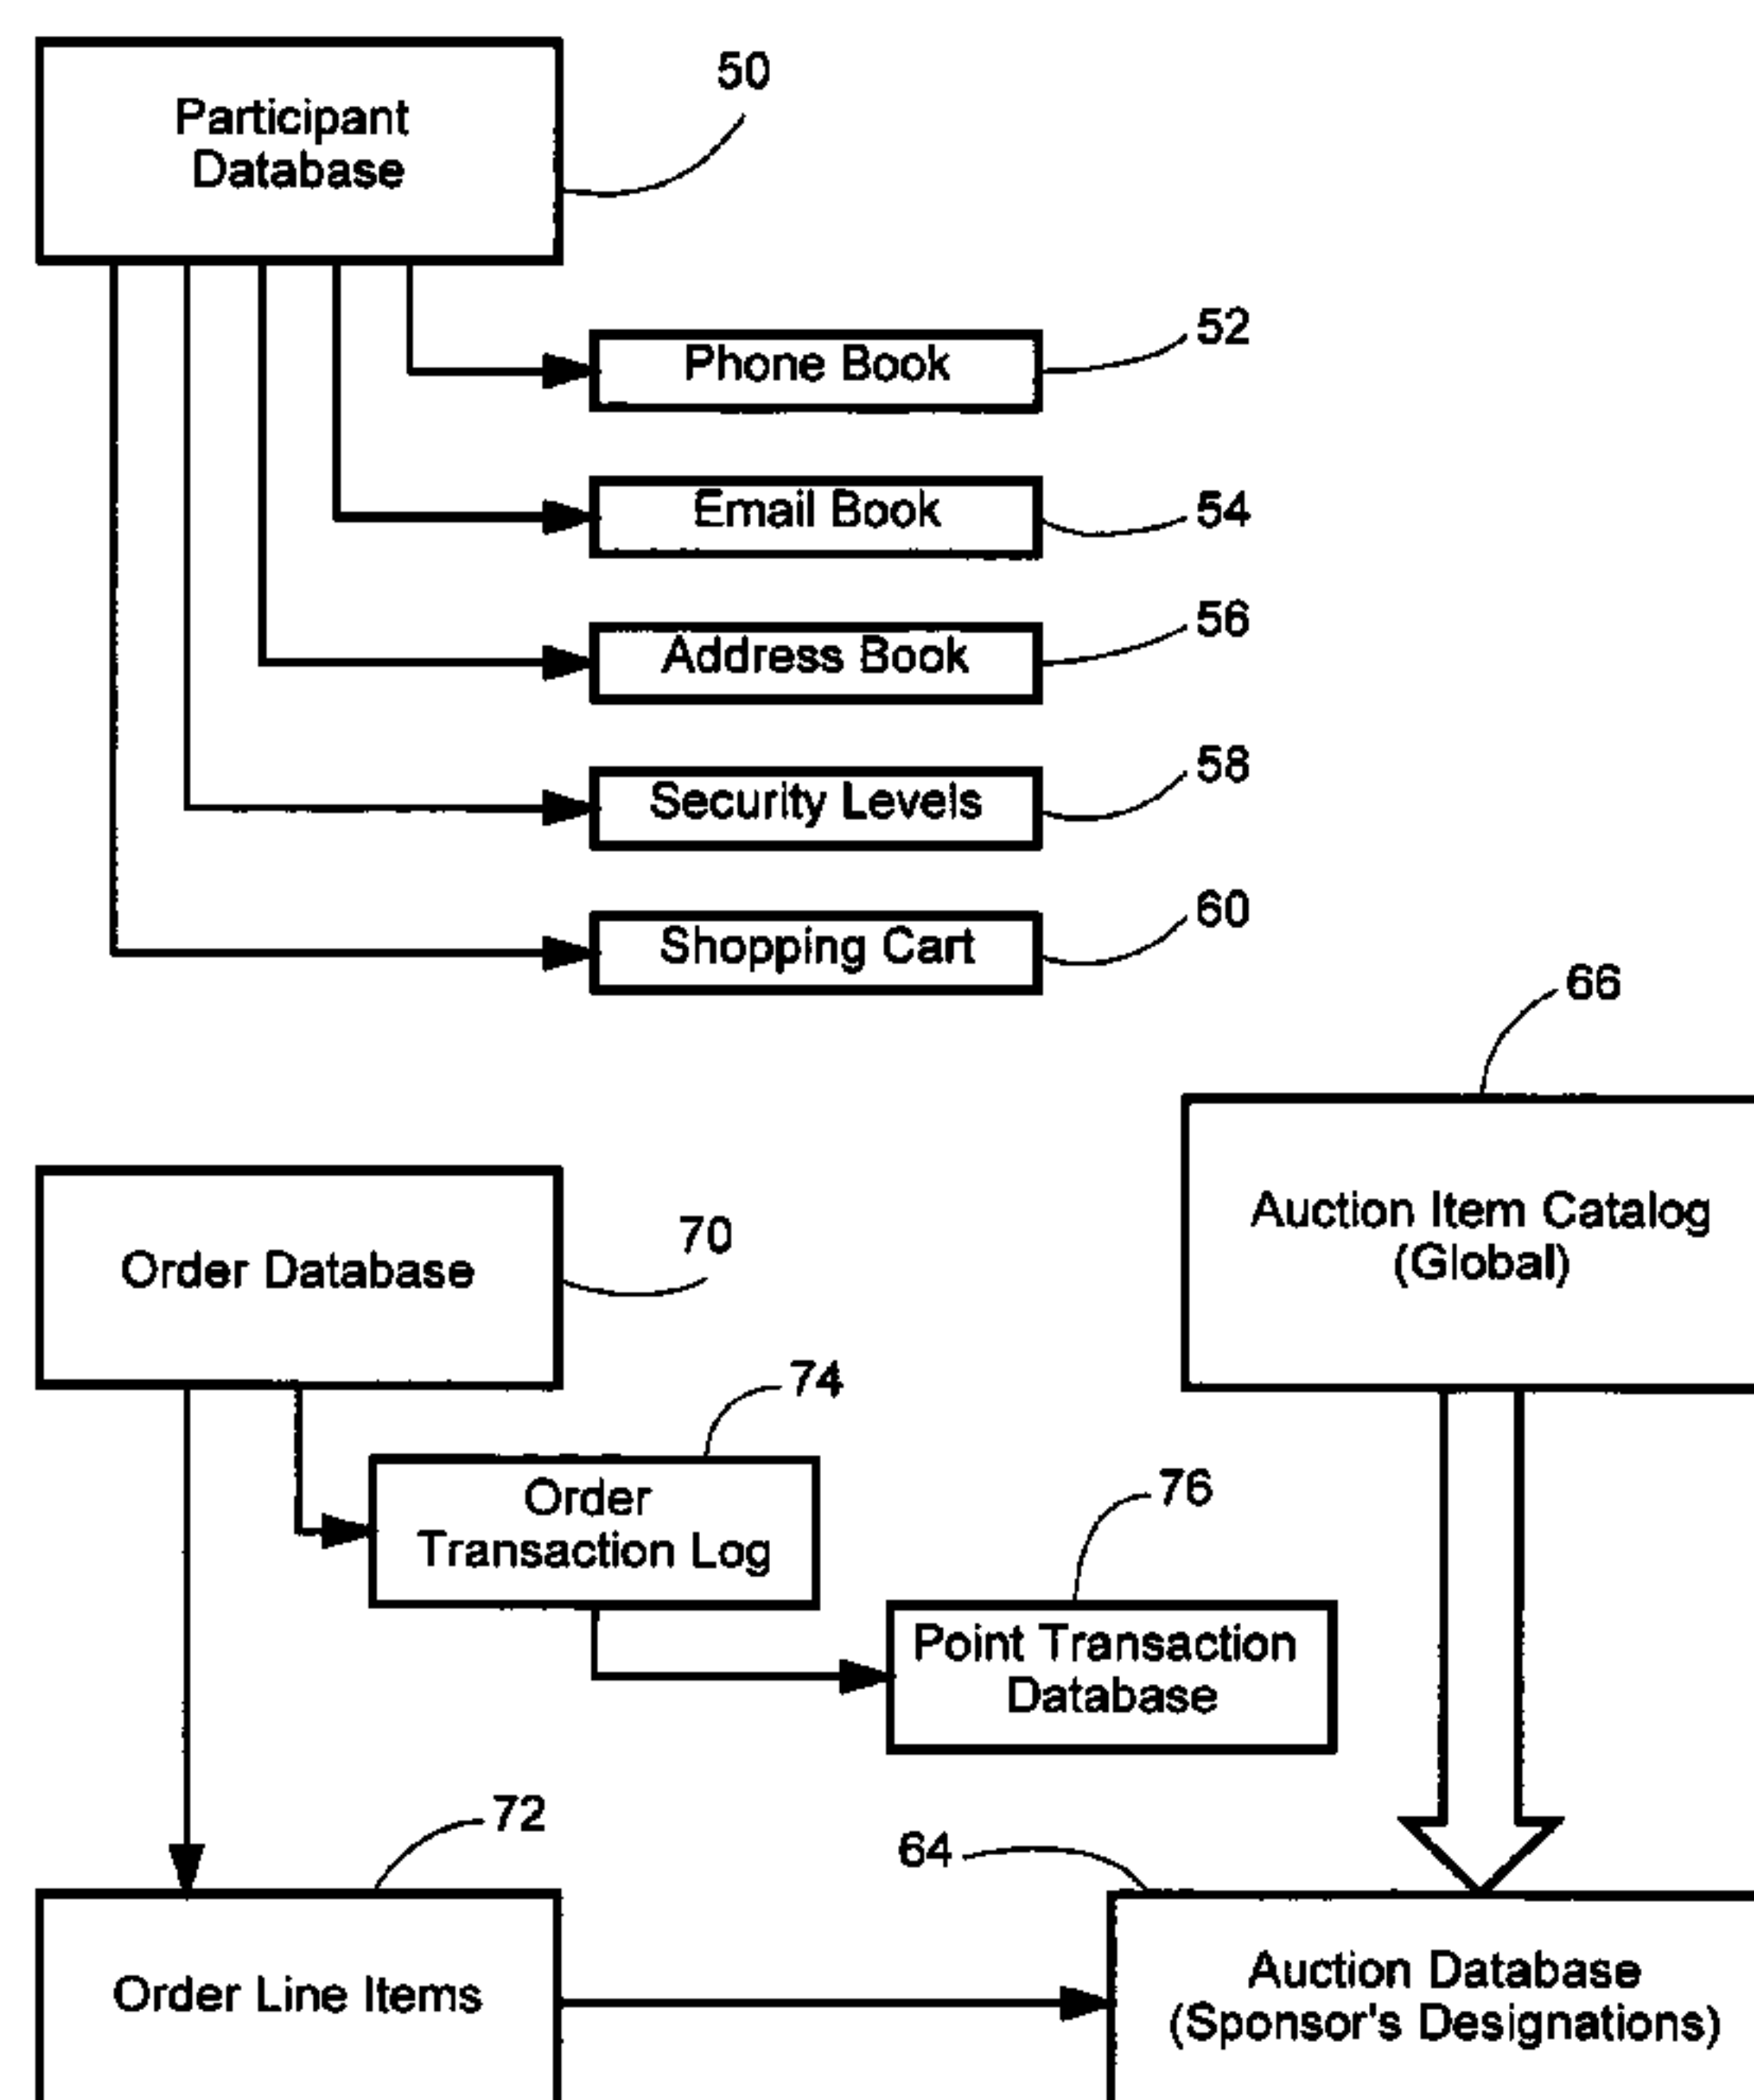 50
Participant
Database
52
Phone Book
Email Book
54
56
Address Book
58
Security Levels
60
Shopping Cart
66
Auction Item Catalog
(Global)
70
Order Database
74
Order
Transaction Log
76
Point Transaction
Database
72
64
Order Line Items
Auction Database
(Sponsor's Designations)